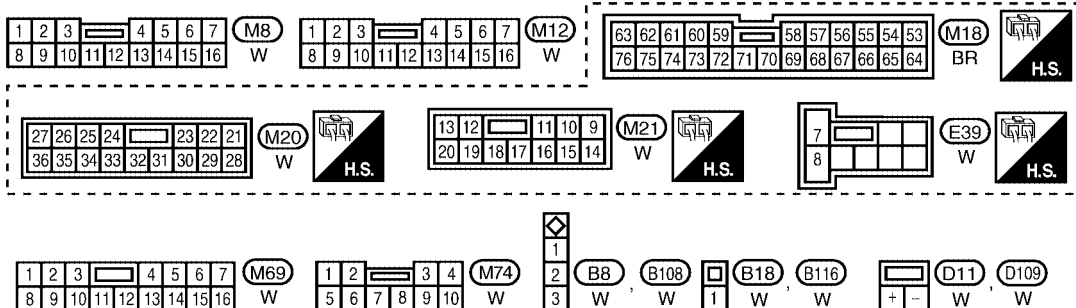 1 2 3 4 5 6 7 M8
8 9 10 11 12 13 14 15 16 W
1 2 3 4 5 6 7 M12
8 9 10 11 12 13 14 15 16 W
63 62 61 60 59 58 57 56 55 54 53 M18
76 75 74 73 72 71 70 69 68 67 66 65 64 BR
H.S.
27 26 25 24 23 22 21 M20
36 35 34 33 32 31 30 29 28 W
H.S.
13 12 11 10 9 M21
20 19 18 17 16 15 14 W
H.S.
7 E39
8 W
H.S.
1 2 3 4 5 6 7 M69
8 9 10 11 12 13 14 15 16 W
1 2 3 4 M74
5 6 7 8 9 10 W
1
2 B8 , B108
3 W W
B18 , B116
1 W W
D11 , D109
+ - W W